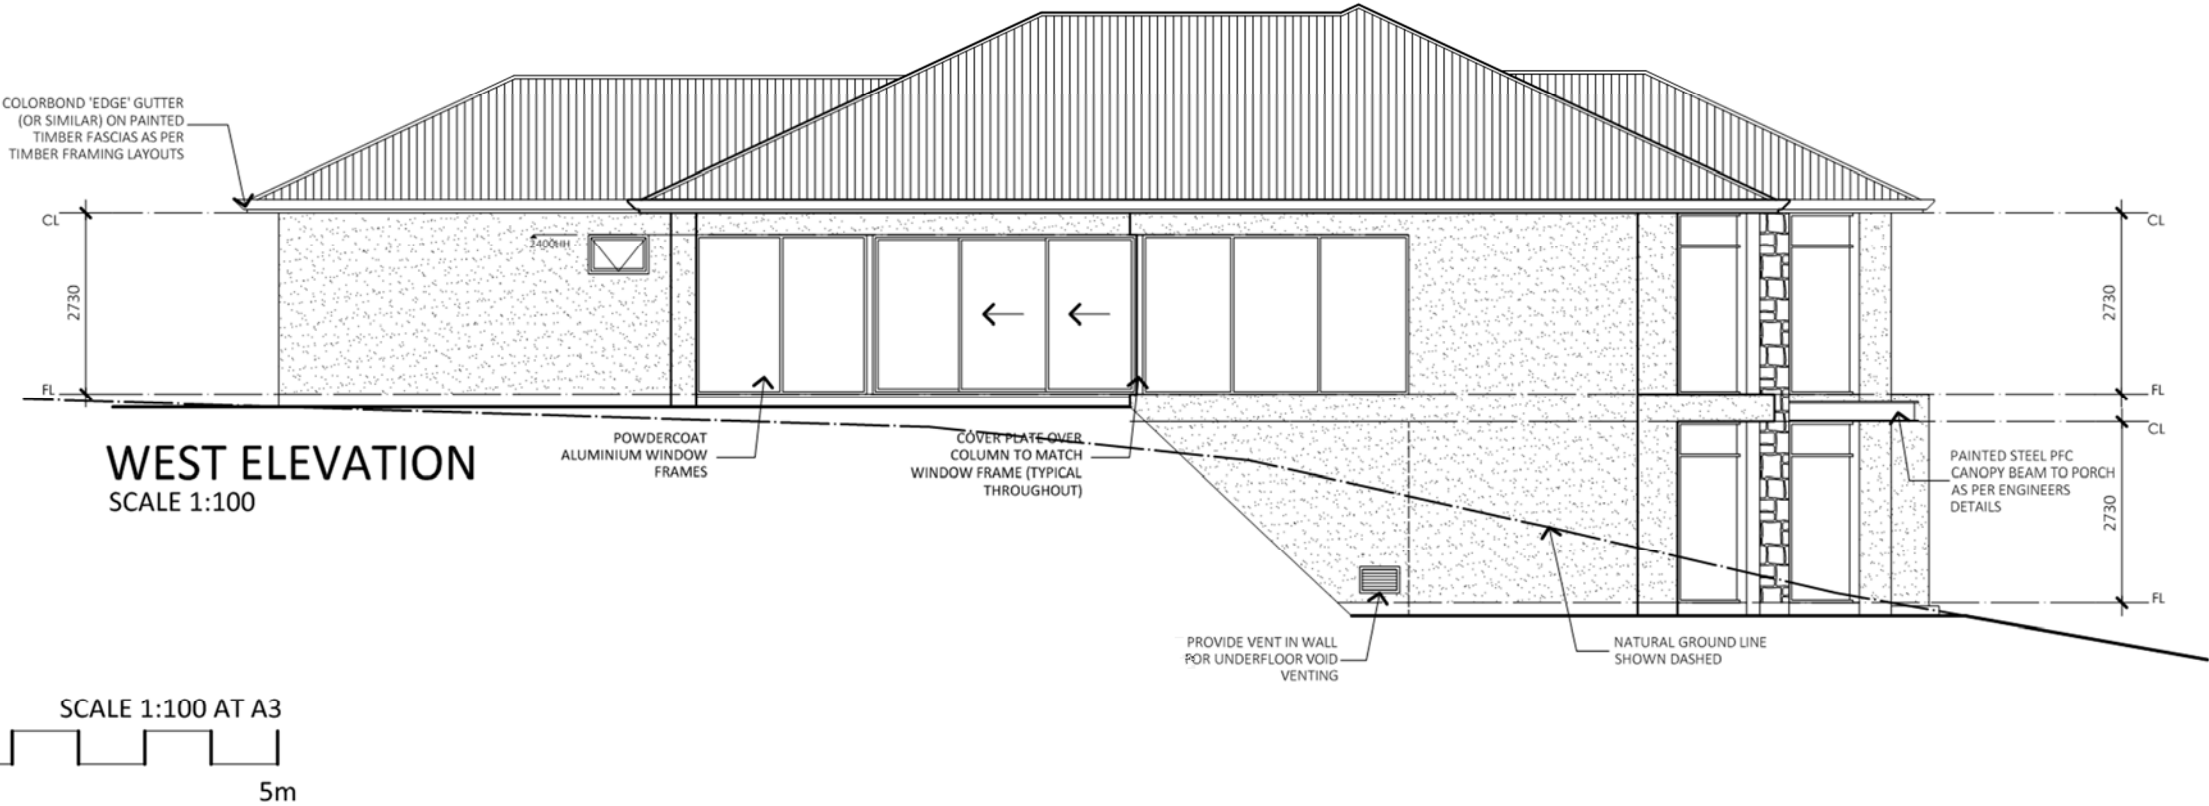 COLORBOND 'EDGE' GUTTER
(OR SIMILAR) ON PAINTED
TIMBER FASCIAS AS PER
TIMBER FRAMING LAYOUTS
CL
CL
2400HH
2730
2730
FL
FL
CL
WEST ELEVATION
SCALE 1:100
POWDERCOAT
ALUMINIUM WINDOW
FRAMES
COVER PLATE OVER
COLUMN TO MATCH
WINDOW FRAME (TYPICAL
THROUGHOUT)
PAINTED STEEL PFC
CANOPY BEAM TO PORCH
AS PER ENGINEERS
DETAILS
2730
FL
PROVIDE VENT IN WALL
FOR UNDERFLOOR VOID
VENTING
NATURAL GROUND LINE
SHOWN DASHED
SCALE 1:100 AT A3
5m